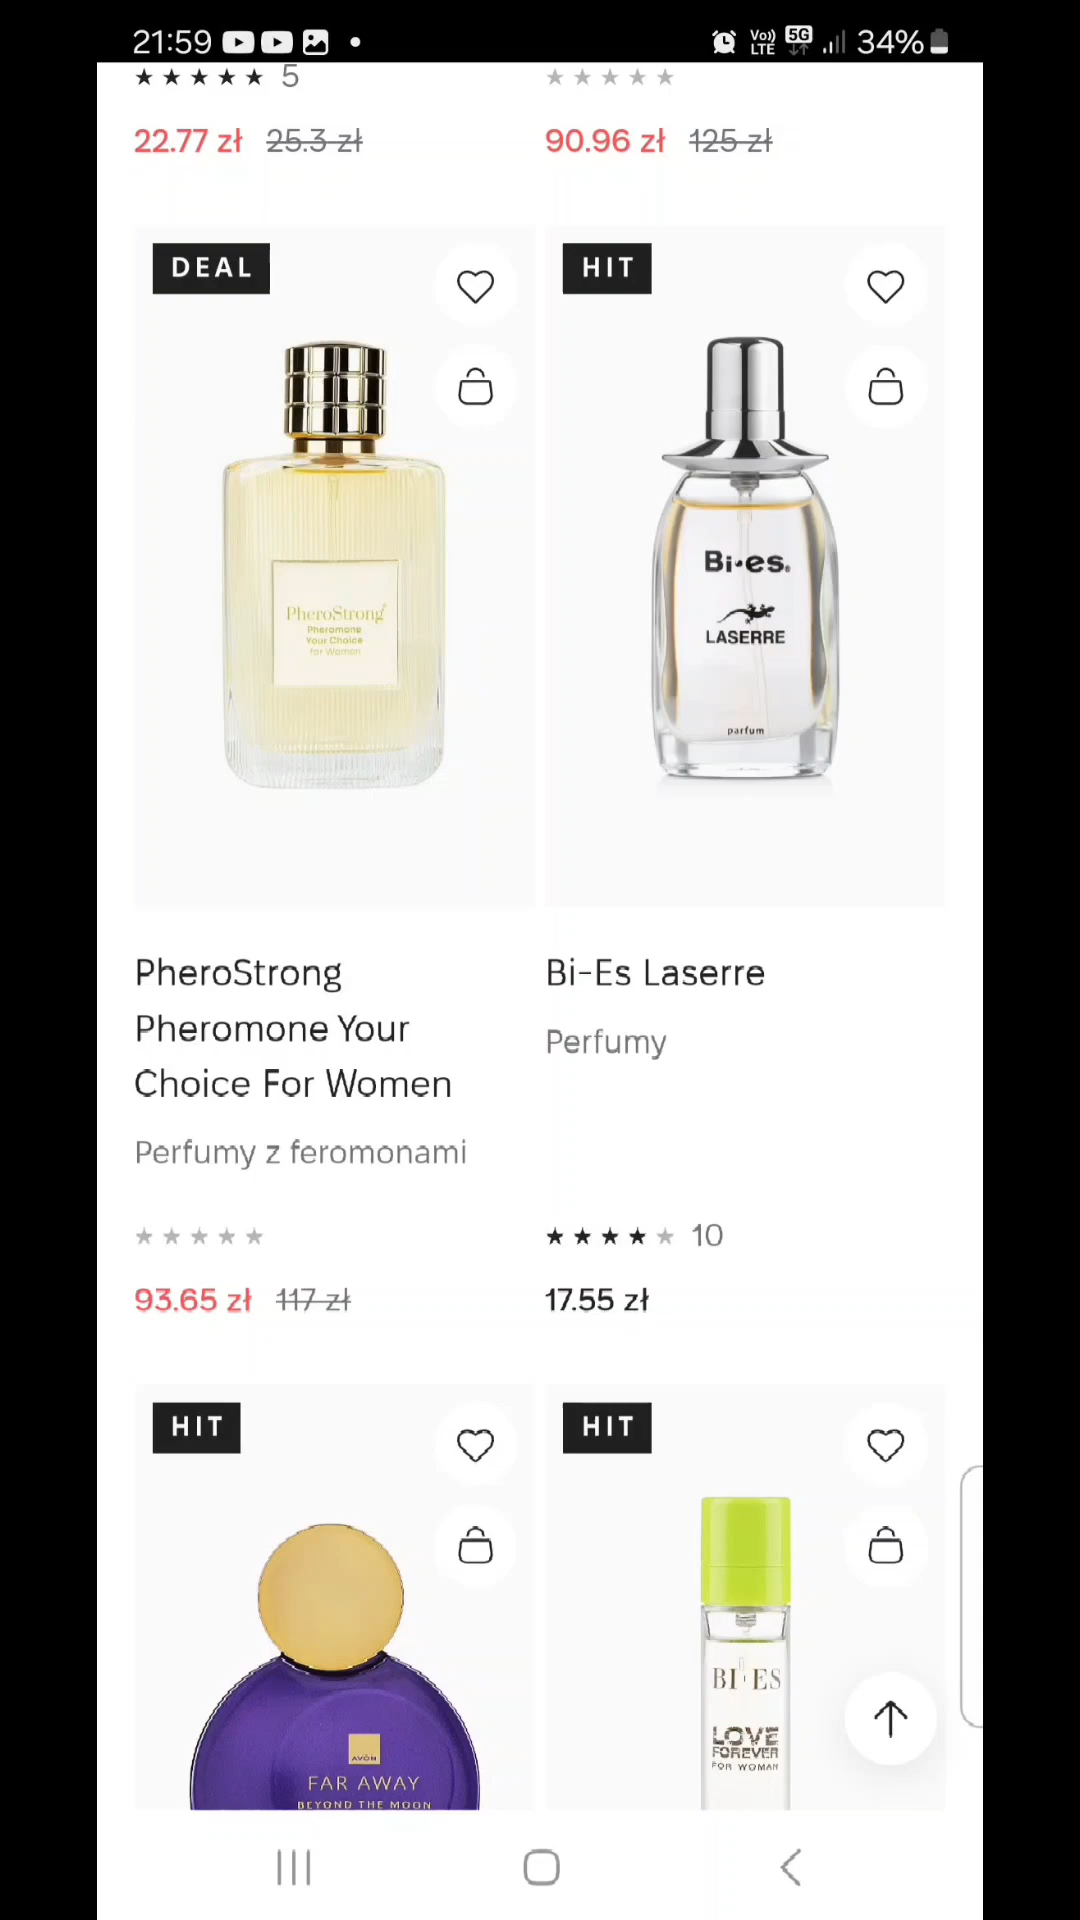 21:59
Vo)) LTE 5G 34%
5
22.77 zł 25.3 zł
90.96 zł 125 zł
DEAL
HIT
PheroStrong
Pheromone
Your Choice
for Women
Bi-es®
LASERRE
parfum
PheroStrong
Pheromone Your
Choice For Women
Perfumy z feromonami
Bi-Es Laserre
Perfumy
93.65 zł 117 zł
10
17.55 zł
HIT
HIT
AVON
FAR AWAY
BEYOND THE MOON
BI·ES
LOVE
FOREVER
FOR WOMAN